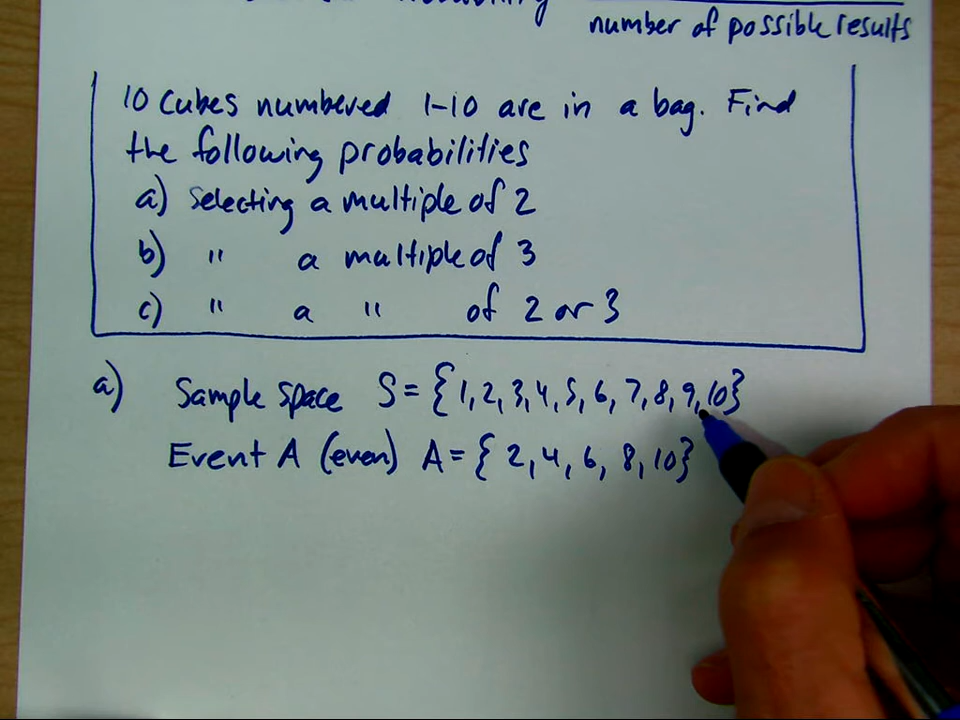 number of possible results
10 Cubes numbered 1-10 are in a bag. Find
the following probabilities
a) Selecting a multiple of 2
b) " a multiple of 3
c) " a " of 2 or 3
a) Sample Space S = {1,2,3,4,5,6,7,8,9,10}
Event A (even) A = {2,4,6,8,10}